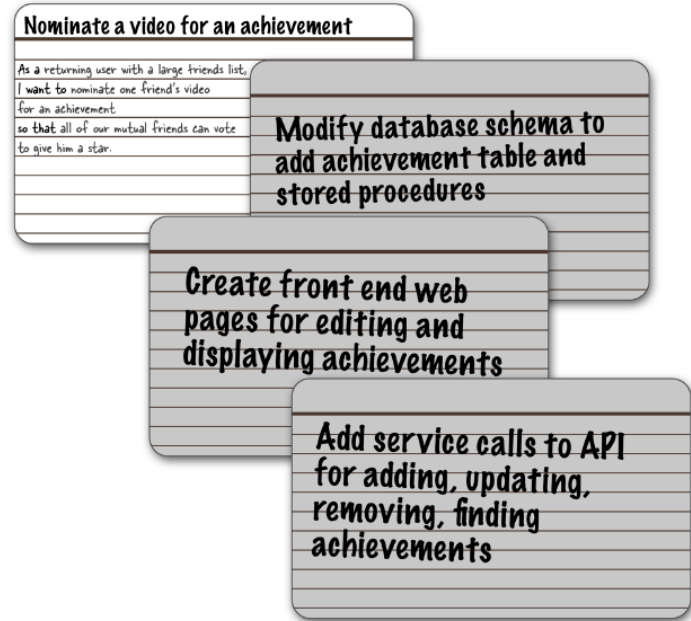 Nominate a video for an achievement
As a returning user with a large friends list,
I want to nominate one friend's video
for an achievement
so that all of our mutual friends can vote
to give him a star.
Modify database schema to
add achievement table and
stored procedures
Create front end web
pages for editing and
displaying achievements
Add service calls to API
for adding, updating,
removing, finding
achievements